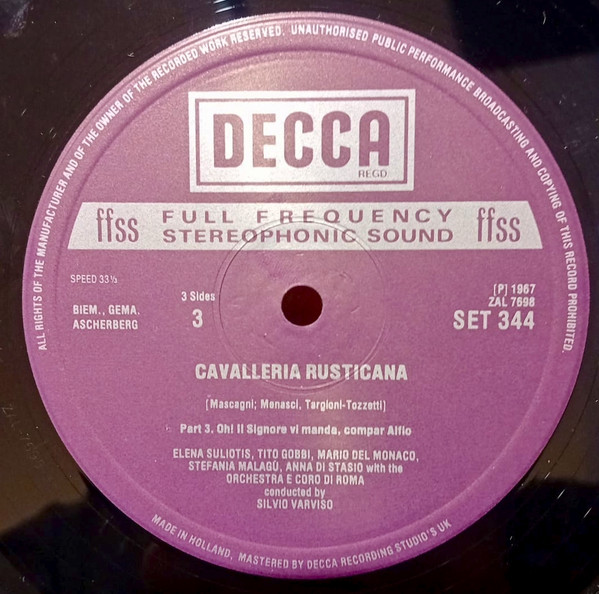 ALL RIGHTS OF THE MANUFACTURER AND OF THE OWNER OF THE RECORDED WORK RESERVED. UNAUTHORISED PUBLIC PERFORMANCE BROADCASTING AND COPYING OF THIS RECORD PROHIBITED.
DECCA
REGD
ffss FULL FREQUENCY STEREOPHONIC SOUND ffss
SPEED 33⅓
BIEM., GEMA.
ASCHERBERG
3 Sides
3
[P] 1967
ZAL 7698
SET 344
CAVALLERIA RUSTICANA
[Mascagni; Menasci, Targioni-Tozzetti]
Part 3. Oh! Il Signore vi manda, compar Alfio
ELENA SULIOTIS, TITO GOBBI, MARIO DEL MONACO,
STEFANIA MALAGÙ, ANNA DI STASIO with the
ORCHESTRA E CORO DI ROMA
conducted by
SILVIO VARVISO
MADE IN HOLLAND. MASTERED BY DECCA RECORDING STUDIO'S UK